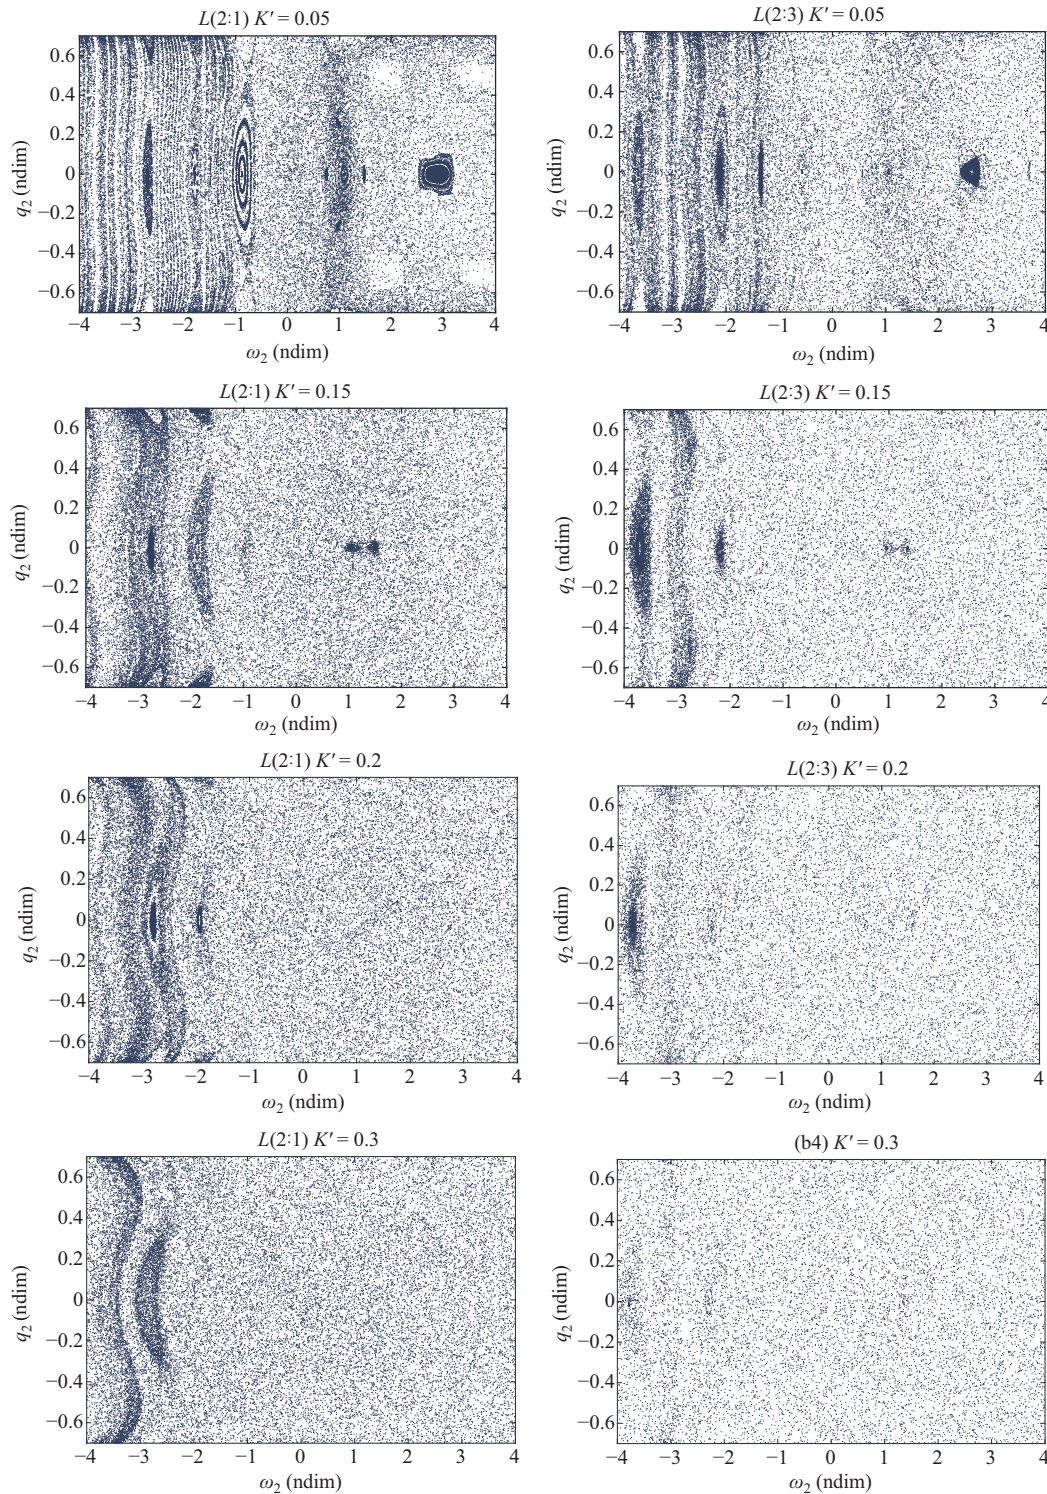 L(2:1) K′ = 0.05
0.6
0.4
0.2
0
−0.2
−0.4
−0.6
q2 (ndim)
−4 −3 −2 −1 0 1 2 3 4
ω2 (ndim)
L(2:3) K′ = 0.05
0.6
0.4
0.2
0
−0.2
−0.4
−0.6
q2 (ndim)
−4 −3 −2 −1 0 1 2 3 4
ω2 (ndim)
L(2:1) K′ = 0.15
0.6
0.4
0.2
0
−0.2
−0.4
−0.6
q2 (ndim)
−4 −3 −2 −1 0 1 2 3 4
ω2 (ndim)
L(2:3) K′ = 0.15
0.6
0.4
0.2
0
−0.2
−0.4
−0.6
q2 (ndim)
−4 −3 −2 −1 0 1 2 3 4
ω2 (ndim)
L(2:1) K′ = 0.2
0.6
0.4
0.2
0
−0.2
−0.4
−0.6
q2 (ndim)
−4 −3 −2 −1 0 1 2 3 4
ω2 (ndim)
L(2:3) K′ = 0.2
0.6
0.4
0.2
0
−0.2
−0.4
−0.6
q2 (ndim)
−4 −3 −2 −1 0 1 2 3 4
ω2 (ndim)
L(2:1) K′ = 0.3
0.6
0.4
0.2
0
−0.2
−0.4
−0.6
q2 (ndim)
−4 −3 −2 −1 0 1 2 3 4
ω2 (ndim)
(b4) K′ = 0.3
0.6
0.4
0.2
0
−0.2
−0.4
−0.6
q2 (ndim)
−4 −3 −2 −1 0 1 2 3 4
ω2 (ndim)